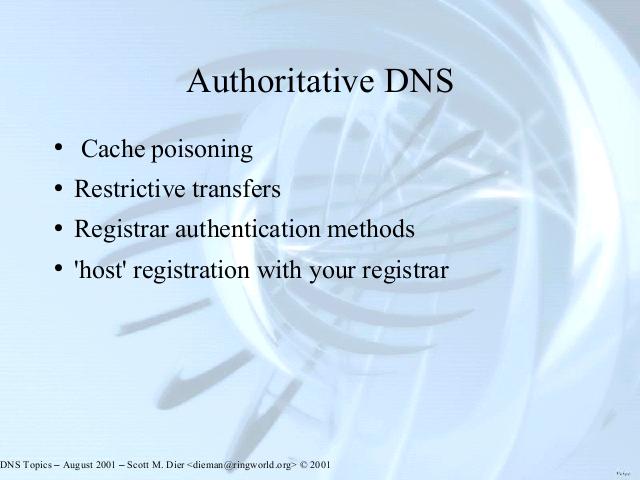 Authoritative DNS
• Cache poisoning
• Restrictive transfers
• Registrar authentication methods
• 'host' registration with your registrar
DNS Topics – August 2001 – Scott M. Dier <dieman@ringworld.org> © 2001